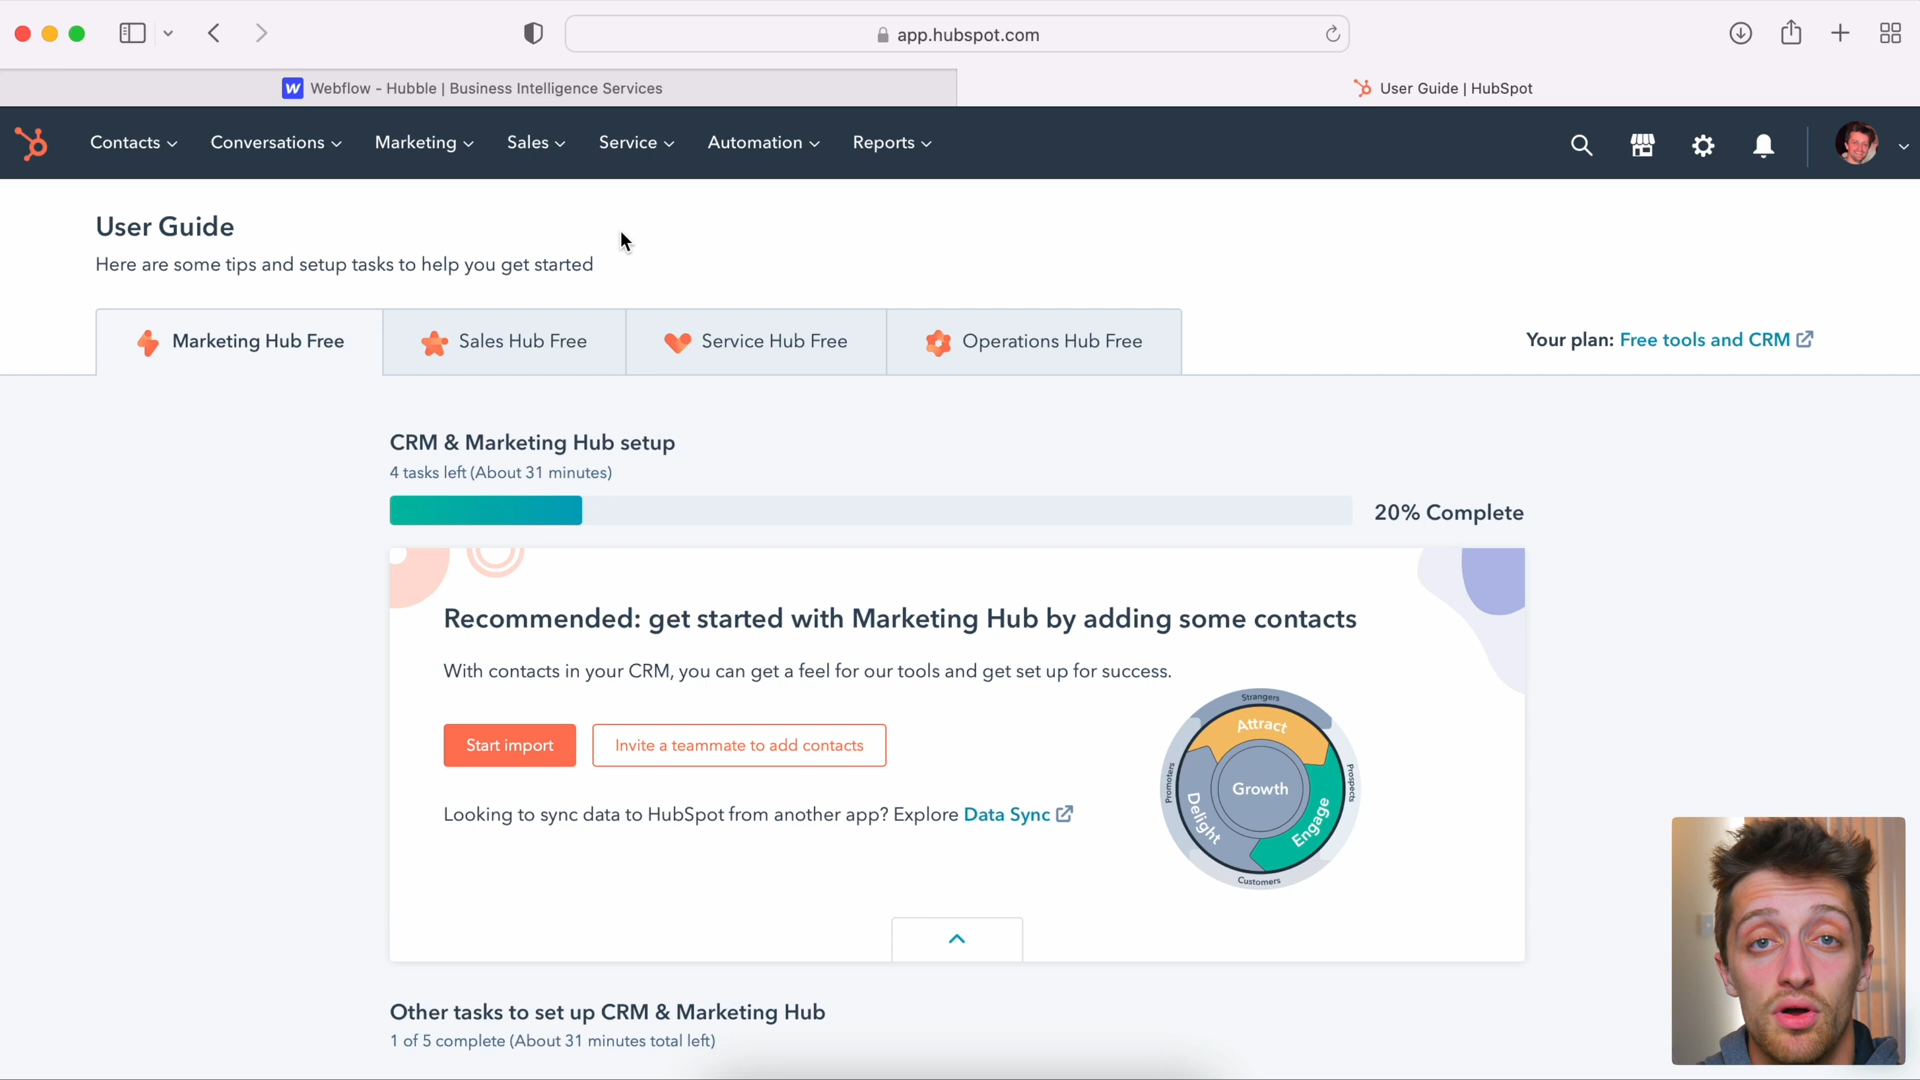 app.hubspot.com
W Webflow - Hubble | Business Intelligence Services
User Guide | HubSpot
Contacts Conversations Marketing Sales Service Automation Reports
User Guide
Here are some tips and setup tasks to help you get started
Marketing Hub Free
Sales Hub Free
Service Hub Free
Operations Hub Free
Your plan: Free tools and CRM
CRM & Marketing Hub setup
4 tasks left (About 31 minutes)
20% Complete
Recommended: get started with Marketing Hub by adding some contacts
With contacts in your CRM, you can get a feel for our tools and get set up for success.
Start import
Invite a teammate to add contacts
Looking to sync data to HubSpot from another app? Explore Data Sync
Strangers
Attract
Promoters
Growth
Prospects
Delight
Engage
Customers
Other tasks to set up CRM & Marketing Hub
1 of 5 complete (About 31 minutes total left)